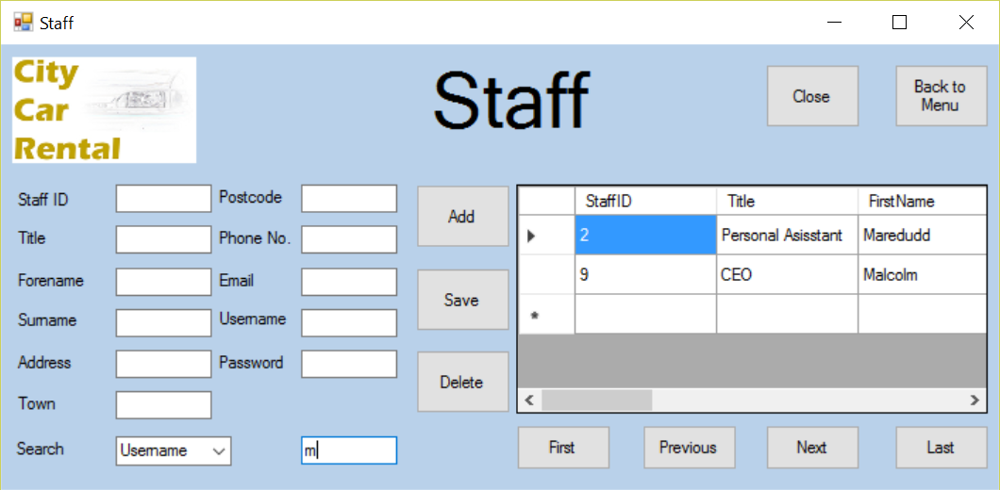 Staff
City
Car
Rental
Staff
Close
Back to
Menu
Staff ID
Postcode
Title
Phone No.
Forename
Email
Surname
Username
Address
Password
Town
Search
Username
m
Add
Save
Delete
StaffID Title FirstName
2 Personal Asisstant Maredudd
9 CEO Malcolm
*
First
Previous
Next
Last